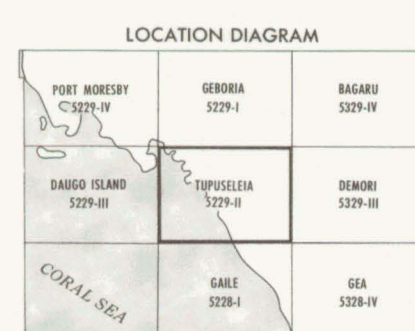 LOCATION DIAGRAM
PORT MORESBY
5229-IV
GEBORIA
5229-I
BAGARU
5329-IV
DAUGO ISLAND
5229-III
TUPUSELEIA
5229-II
DEMORI
5329-III
CORAL SEA
GAILE
5228-I
GEA
5328-IV